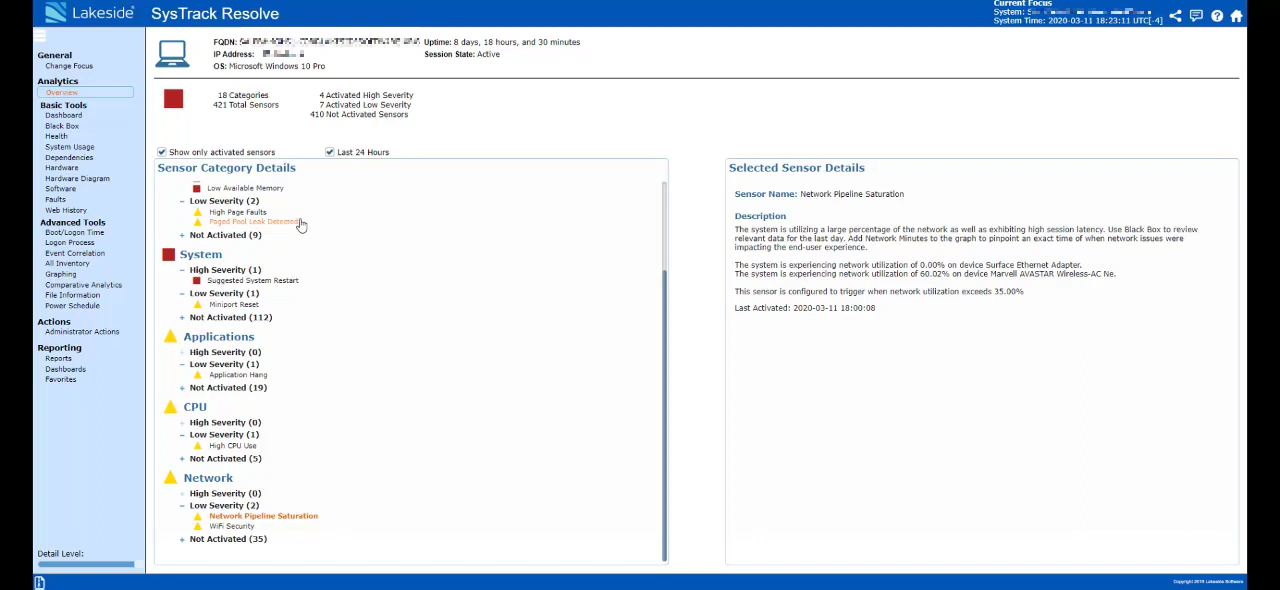 Lakeside
SysTrack Resolve
Current Focus
System:
System Time: 2020-03-11 18:23:11 UTC[-4]
General
Change Focus
Analytics
Overview
Basic Tools
Dashboard
Black Box
Health
System Usage
Dependencies
Hardware
Hardware Diagram
Software
Faults
Web History
Advanced Tools
Boot/Logon Time
Logon Process
Event Correlation
All Inventory
Graphing
Comparative Analytics
File Information
Power Schedule
Actions
Administrator Actions
Reporting
Reports
Dashboards
Favorites
Detail Level:
FQDN:
Uptime: 8 days, 18 hours, and 30 minutes
IP Address:
Session State: Active
OS: Microsoft Windows 10 Pro
18 Categories
4 Activated High Severity
421 Total Sensors
7 Activated Low Severity
410 Not Activated Sensors
Show only activated sensors
Last 24 Hours
Sensor Category Details
Low Available Memory
- Low Severity (2)
High Page Faults
Paged Pool Leak Detected
+ Not Activated (9)
System
- High Severity (1)
Suggested System Restart
- Low Severity (1)
Miniport Reset
+ Not Activated (112)
Applications
+ High Severity (0)
- Low Severity (1)
Application Hang
+ Not Activated (19)
CPU
+ High Severity (0)
- Low Severity (1)
High CPU Use
+ Not Activated (5)
Network
+ High Severity (0)
- Low Severity (2)
Network Pipeline Saturation
WiFi Security
+ Not Activated (35)
Selected Sensor Details
Sensor Name: Network Pipeline Saturation
Description
The system is utilizing a large percentage of the network as well as exhibiting high session latency. Use Black Box to review
relevant data for the last day. Add Network Minutes to the graph to pinpoint an exact time of when network issues were
impacting the end-user experience.
The system is experiencing network utilization of 0.00% on device Surface Ethernet Adapter.
The system is experiencing network utilization of 60.02% on device Marvell AVASTAR Wireless-AC Ne.
This sensor is configured to trigger when network utilization exceeds 35.00%
Last Activated: 2020-03-11 18:00:08
Copyright 2019 Lakeside Software